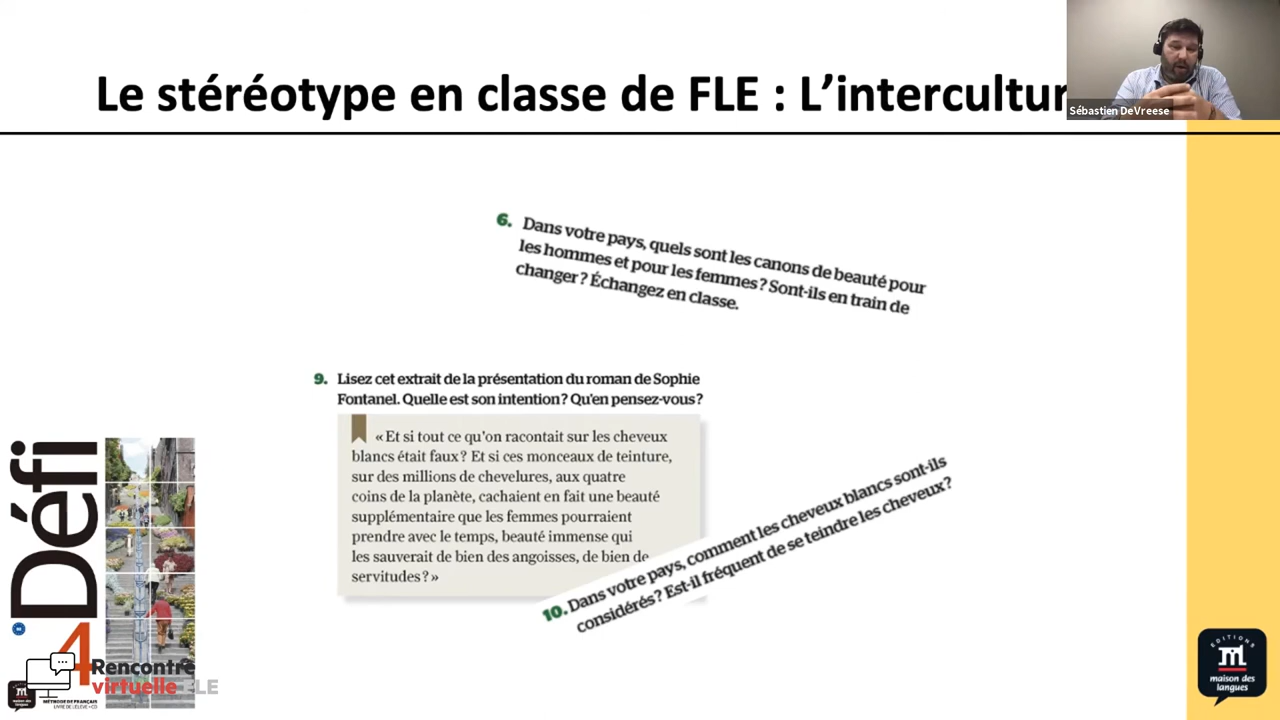 Le stéréotype en classe de FLE : L’intercultur
Sébastien DeVreese
6. Dans votre pays, quels sont les canons de beauté pour
les hommes et pour les femmes ? Sont-ils en train de
changer ? Échangez en classe.
9. Lisez cet extrait de la présentation du roman de Sophie
Fontanel. Quelle est son intention ? Qu’en pensez-vous ?
« Et si tout ce qu’on racontait sur les cheveux
blancs était faux ? Et si ces monceaux de teinture,
sur des millions de chevelures, aux quatre
coins de la planète, cachaient en fait une beauté
supplémentaire que les femmes pourraient
prendre avec le temps, beauté immense qui
les sauverait de bien des angoisses, de bien de
servitudes ? »
10. Dans votre pays, comment les cheveux blancs sont-ils
considérés ? Est-il fréquent de se teindre les cheveux ?
Défi
4
Rencontre
virtuelle FLE
MÉTHODE DE FRANÇAIS
LIVRE DE L’ÉLÈVE + CD
EDITIONS
maison des
langues